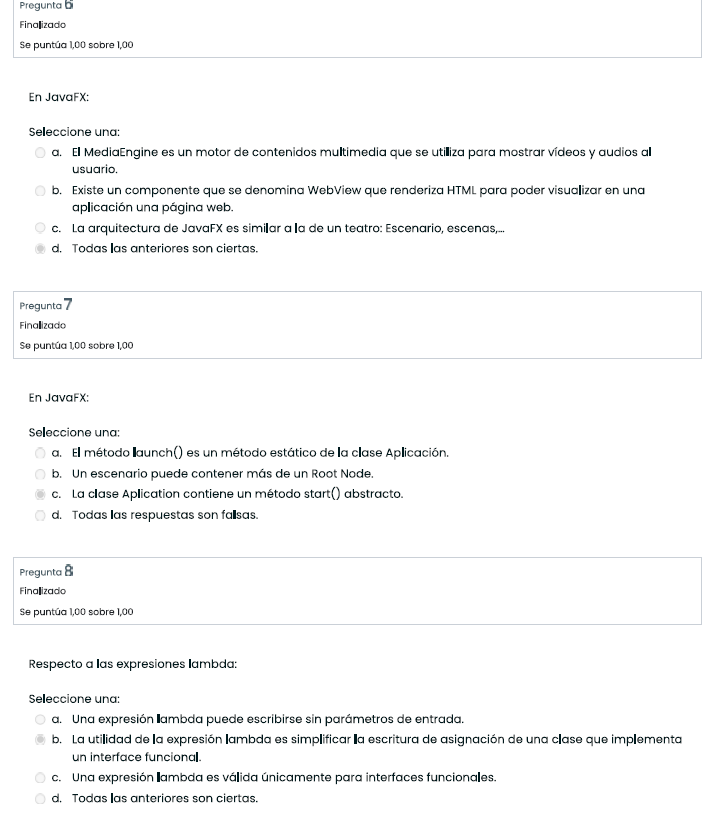 Pregunta 6
Finalizado
Se puntúa 1,00 sobre 1,00
En JavaFX:
Seleccione una:
a. El MediaEngine es un motor de contenidos multimedia que se utiliza para mostrar vídeos y audios al
usuario.
b. Existe un componente que se denomina WebView que renderiza HTML para poder visualizar en una
aplicación una página web.
c. La arquitectura de JavaFX es similar a la de un teatro: Escenario, escenas,...
d. Todas las anteriores son ciertas.
Pregunta 7
Finalizado
Se puntúa 1,00 sobre 1,00
En JavaFX:
Seleccione una:
a. El método launch() es un método estático de la clase Aplicación.
b. Un escenario puede contener más de un Root Node.
c. La clase Aplication contiene un método start() abstracto.
d. Todas las respuestas son falsas.
Pregunta 8
Finalizado
Se puntúa 1,00 sobre 1,00
Respecto a las expresiones lambda:
Seleccione una:
a. Una expresión lambda puede escribirse sin parámetros de entrada.
b. La utilidad de la expresión lambda es simplificar la escritura de asignación de una clase que implementa
un interface funcional.
c. Una expresión lambda es válida únicamente para interfaces funcionales.
d. Todas las anteriores son ciertas.